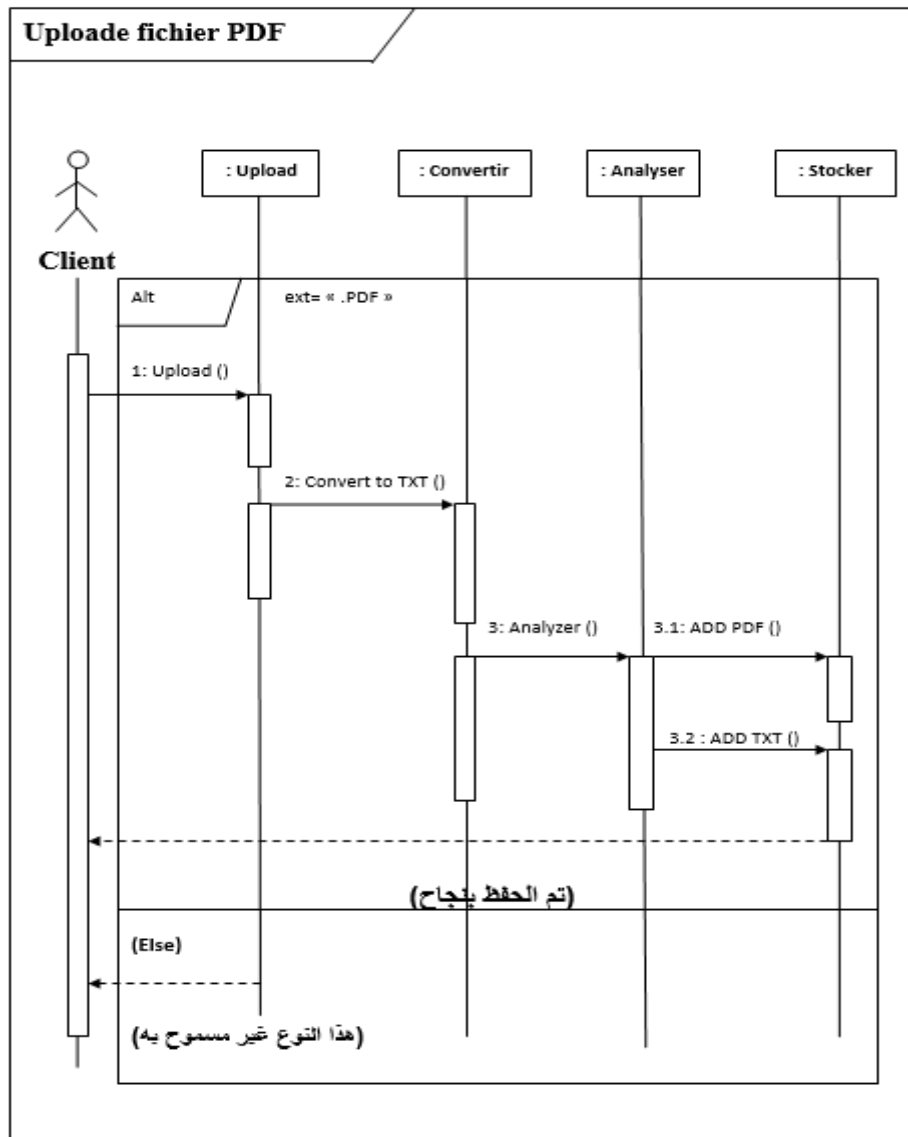 Uploade fichier PDF
: Upload
: Convertir
: Analyser
: Stocker
Client
Alt
ext= « .PDF »
1: Upload ()
2: Convert to TXT ()
3: Analyzer ()
3.1: ADD PDF ()
3.2 : ADD TXT ()
(تم الحفظ بنجاح)
(Else)
(هذا النوع غير مسموح به)